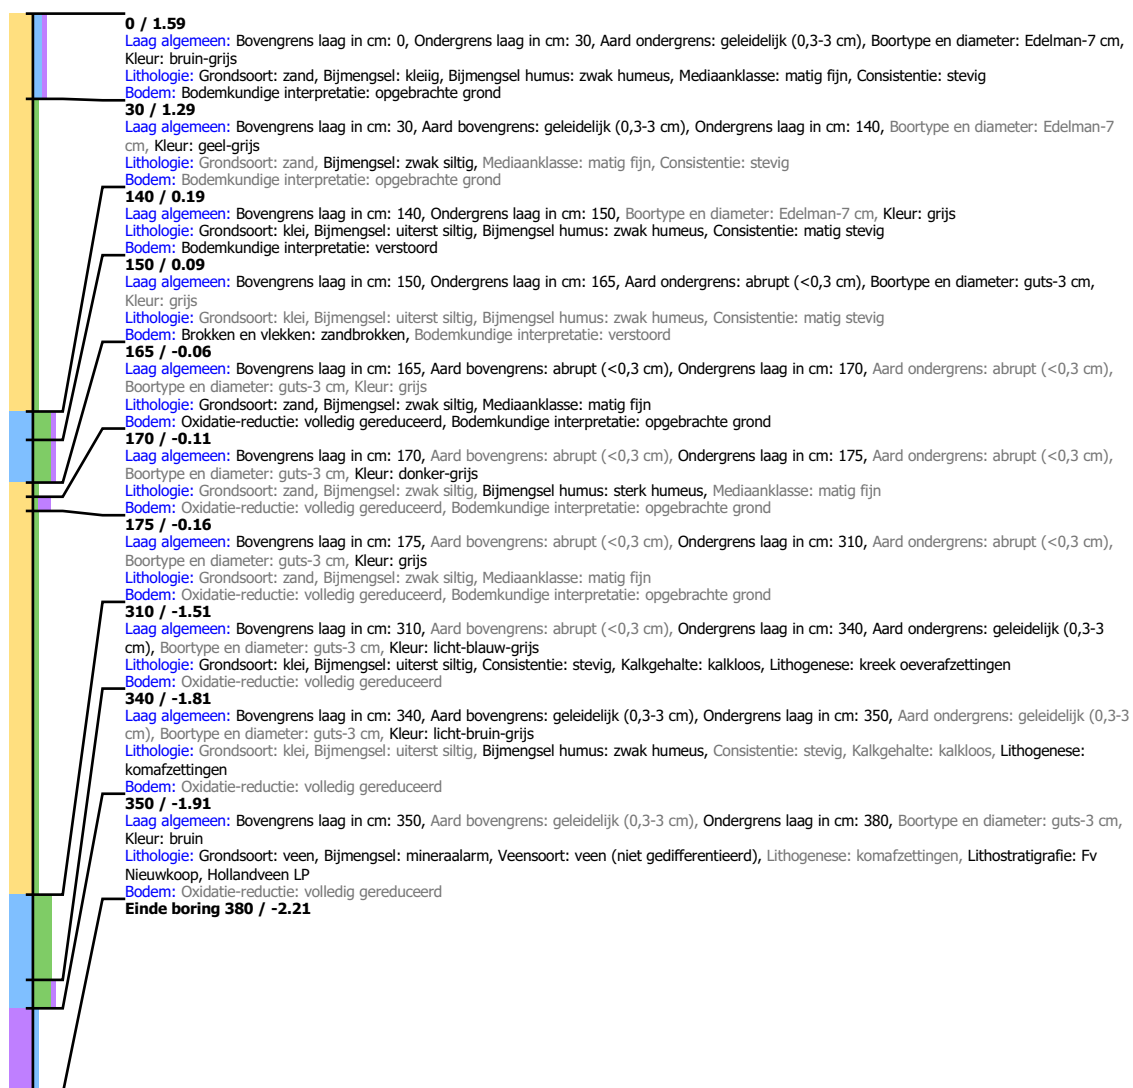 0 / 1.59
Laag algemeen: Bovengrens laag in cm: 0, Ondergrens laag in cm: 30, Aard ondergrens: geleidelijk (0,3-3 cm), Boortype en diameter: Edelman-7 cm,
Kleur: bruin-grijs
Lithologie: Grondsoort: zand, Bijmengsel: kleiig, Bijmengsel humus: zwak humeus, Mediaanklasse: matig fijn, Consistentie: stevig
Bodem: Bodemkundige interpretatie: opgebrachte grond
30 / 1.29
Laag algemeen: Bovengrens laag in cm: 30, Aard bovengrens: geleidelijk (0,3-3 cm), Ondergrens laag in cm: 140, Boortype en diameter: Edelman-7
cm, Kleur: geel-grijs
Lithologie: Grondsoort: zand, Bijmengsel: zwak siltig, Mediaanklasse: matig fijn, Consistentie: stevig
Bodem: Bodemkundige interpretatie: opgebrachte grond
140 / 0.19
Laag algemeen: Bovengrens laag in cm: 140, Ondergrens laag in cm: 150, Boortype en diameter: Edelman-7 cm, Kleur: grijs
Lithologie: Grondsoort: klei, Bijmengsel: uiterst siltig, Bijmengsel humus: zwak humeus, Consistentie: matig stevig
Bodem: Bodemkundige interpretatie: verstoord
150 / 0.09
Laag algemeen: Bovengrens laag in cm: 150, Ondergrens laag in cm: 165, Aard ondergrens: abrupt (<0,3 cm), Boortype en diameter: guts-3 cm,
Kleur: grijs
Lithologie: Grondsoort: klei, Bijmengsel: uiterst siltig, Bijmengsel humus: zwak humeus, Consistentie: matig stevig
Bodem: Brokken en vlekken: zandbrokken, Bodemkundige interpretatie: verstoord
165 / -0.06
Laag algemeen: Bovengrens laag in cm: 165, Aard bovengrens: abrupt (<0,3 cm), Ondergrens laag in cm: 170, Aard ondergrens: abrupt (<0,3 cm),
Boortype en diameter: guts-3 cm, Kleur: grijs
Lithologie: Grondsoort: zand, Bijmengsel: zwak siltig, Mediaanklasse: matig fijn
Bodem: Oxidatie-reductie: volledig gereduceerd, Bodemkundige interpretatie: opgebrachte grond
170 / -0.11
Laag algemeen: Bovengrens laag in cm: 170, Aard bovengrens: abrupt (<0,3 cm), Ondergrens laag in cm: 175, Aard ondergrens: abrupt (<0,3 cm),
Boortype en diameter: guts-3 cm, Kleur: donker-grijs
Lithologie: Grondsoort: zand, Bijmengsel: zwak siltig, Bijmengsel humus: sterk humeus, Mediaanklasse: matig fijn
Bodem: Oxidatie-reductie: volledig gereduceerd, Bodemkundige interpretatie: opgebrachte grond
175 / -0.16
Laag algemeen: Bovengrens laag in cm: 175, Aard bovengrens: abrupt (<0,3 cm), Ondergrens laag in cm: 310, Aard ondergrens: abrupt (<0,3 cm),
Boortype en diameter: guts-3 cm, Kleur: grijs
Lithologie: Grondsoort: zand, Bijmengsel: zwak siltig, Mediaanklasse: matig fijn
Bodem: Oxidatie-reductie: volledig gereduceerd, Bodemkundige interpretatie: opgebrachte grond
310 / -1.51
Laag algemeen: Bovengrens laag in cm: 310, Aard bovengrens: abrupt (<0,3 cm), Ondergrens laag in cm: 340, Aard ondergrens: geleidelijk (0,3-3
cm), Boortype en diameter: guts-3 cm, Kleur: licht-blauw-grijs
Lithologie: Grondsoort: klei, Bijmengsel: uiterst siltig, Consistentie: stevig, Kalkgehalte: kalkloos, Lithogenese: kreek oeverafzettingen
Bodem: Oxidatie-reductie: volledig gereduceerd
340 / -1.81
Laag algemeen: Bovengrens laag in cm: 340, Aard bovengrens: geleidelijk (0,3-3 cm), Ondergrens laag in cm: 350, Aard ondergrens: geleidelijk (0,3-3
cm), Boortype en diameter: guts-3 cm, Kleur: licht-bruin-grijs
Lithologie: Grondsoort: klei, Bijmengsel: uiterst siltig, Bijmengsel humus: zwak humeus, Consistentie: stevig, Kalkgehalte: kalkloos, Lithogenese:
komafzettingen
Bodem: Oxidatie-reductie: volledig gereduceerd
350 / -1.91
Laag algemeen: Bovengrens laag in cm: 350, Aard bovengrens: geleidelijk (0,3-3 cm), Ondergrens laag in cm: 380, Boortype en diameter: guts-3 cm,
Kleur: bruin
Lithologie: Grondsoort: veen, Bijmengsel: mineraalarm, Veensoort: veen (niet gedifferentieerd), Lithogenese: komafzettingen, Lithostratigrafie: Fv
Nieuwkoop, Hollandveen LP
Bodem: Oxidatie-reductie: volledig gereduceerd
Einde boring 380 / -2.21